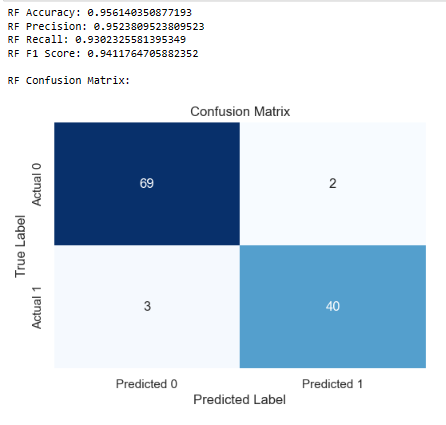 RF Accuracy: 0.956140350877193
RF Precision: 0.9523809523809523
RF Recall: 0.9302325581395349
RF F1 Score: 0.9411764705882352
RF Confusion Matrix:
Confusion Matrix
True Label
Actual 0
69
2
Actual 1
3
40
Predicted 0
Predicted 1
Predicted Label